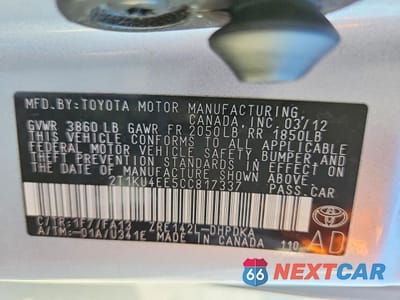 MFD.BY: TOYOTA MOTOR MANUFACTURING,
CANADA, INC. 03/12
GVWR 3860 LB GAWR FR 2050LB RR 1850LB
THIS VEHICLE CONFORMS TO ALL APPLICABLE
FEDERAL MOTOR VEHICLE SAFETY, BUMPER, AND
THEFT PREVENTION STANDARDS IN EFFECT ON
THE DATE OF MANUFACTURE SHOWN ABOVE.
2T1KU4EE5CC817337 PASS.CAR
C/TR:1F7/FA13 ZRE142L-DHPDKA
A/TM:-01A/U341E MADE IN CANADA
110
AD
TOYOTA
66 NEXTCAR